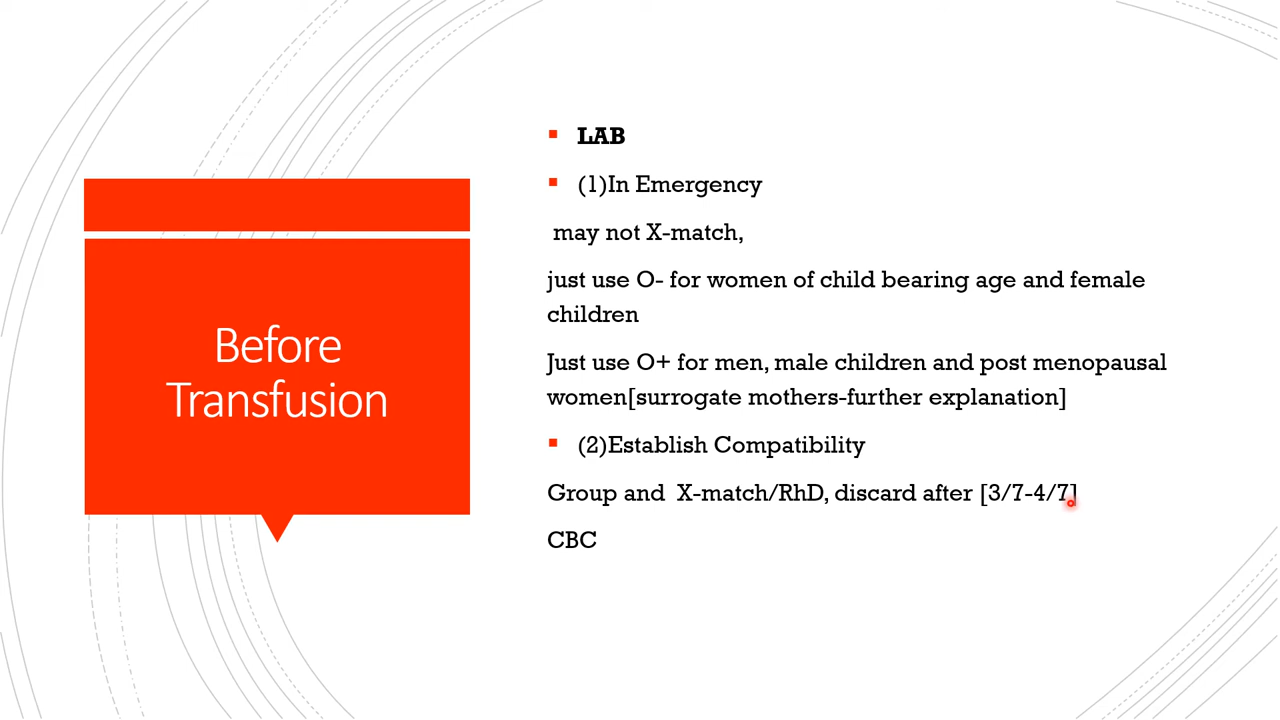 Before
Transfusion
LAB
(1)In Emergency
may not X-match,
just use O- for women of child bearing age and female
children
Just use O+ for men, male children and post menopausal
women[surrogate mothers-further explanation]
(2)Establish Compatibility
Group and X-match/RhD, discard after [3/7-4/7]
CBC